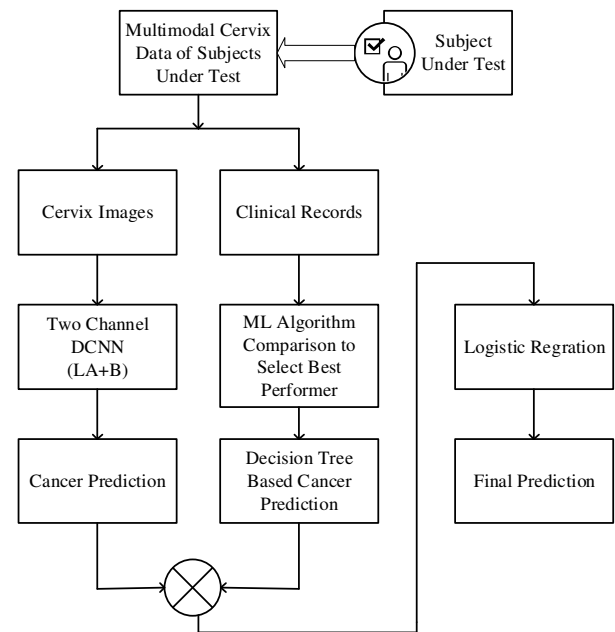 Multimodal Cervix
Data of Subjects
Under Test
Subject
Under Test
Cervix Images
Clinical Records
Two Channel
DCNN
(LA+B)
ML Algorithm
Comparison to
Select Best
Performer
Logistic Regration
Cancer Prediction
Decision Tree
Based Cancer
Prediction
Final Prediction